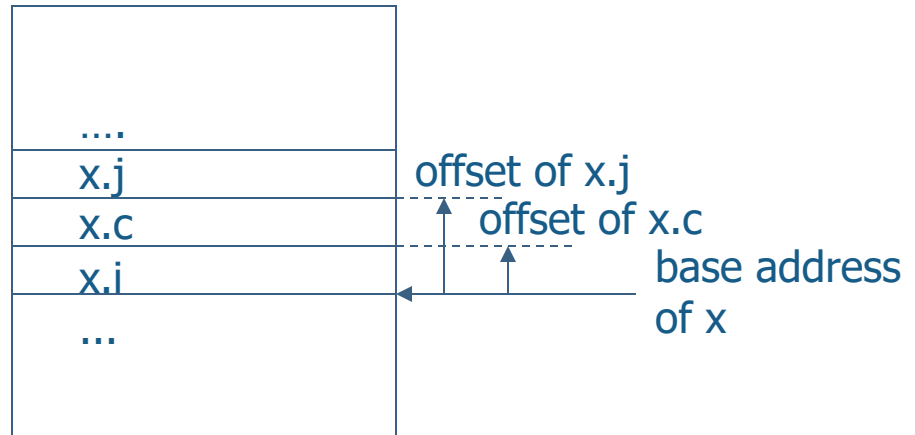 ....
x.j
offset of x.j
x.c
offset of x.c
x.i
base address
of x
...